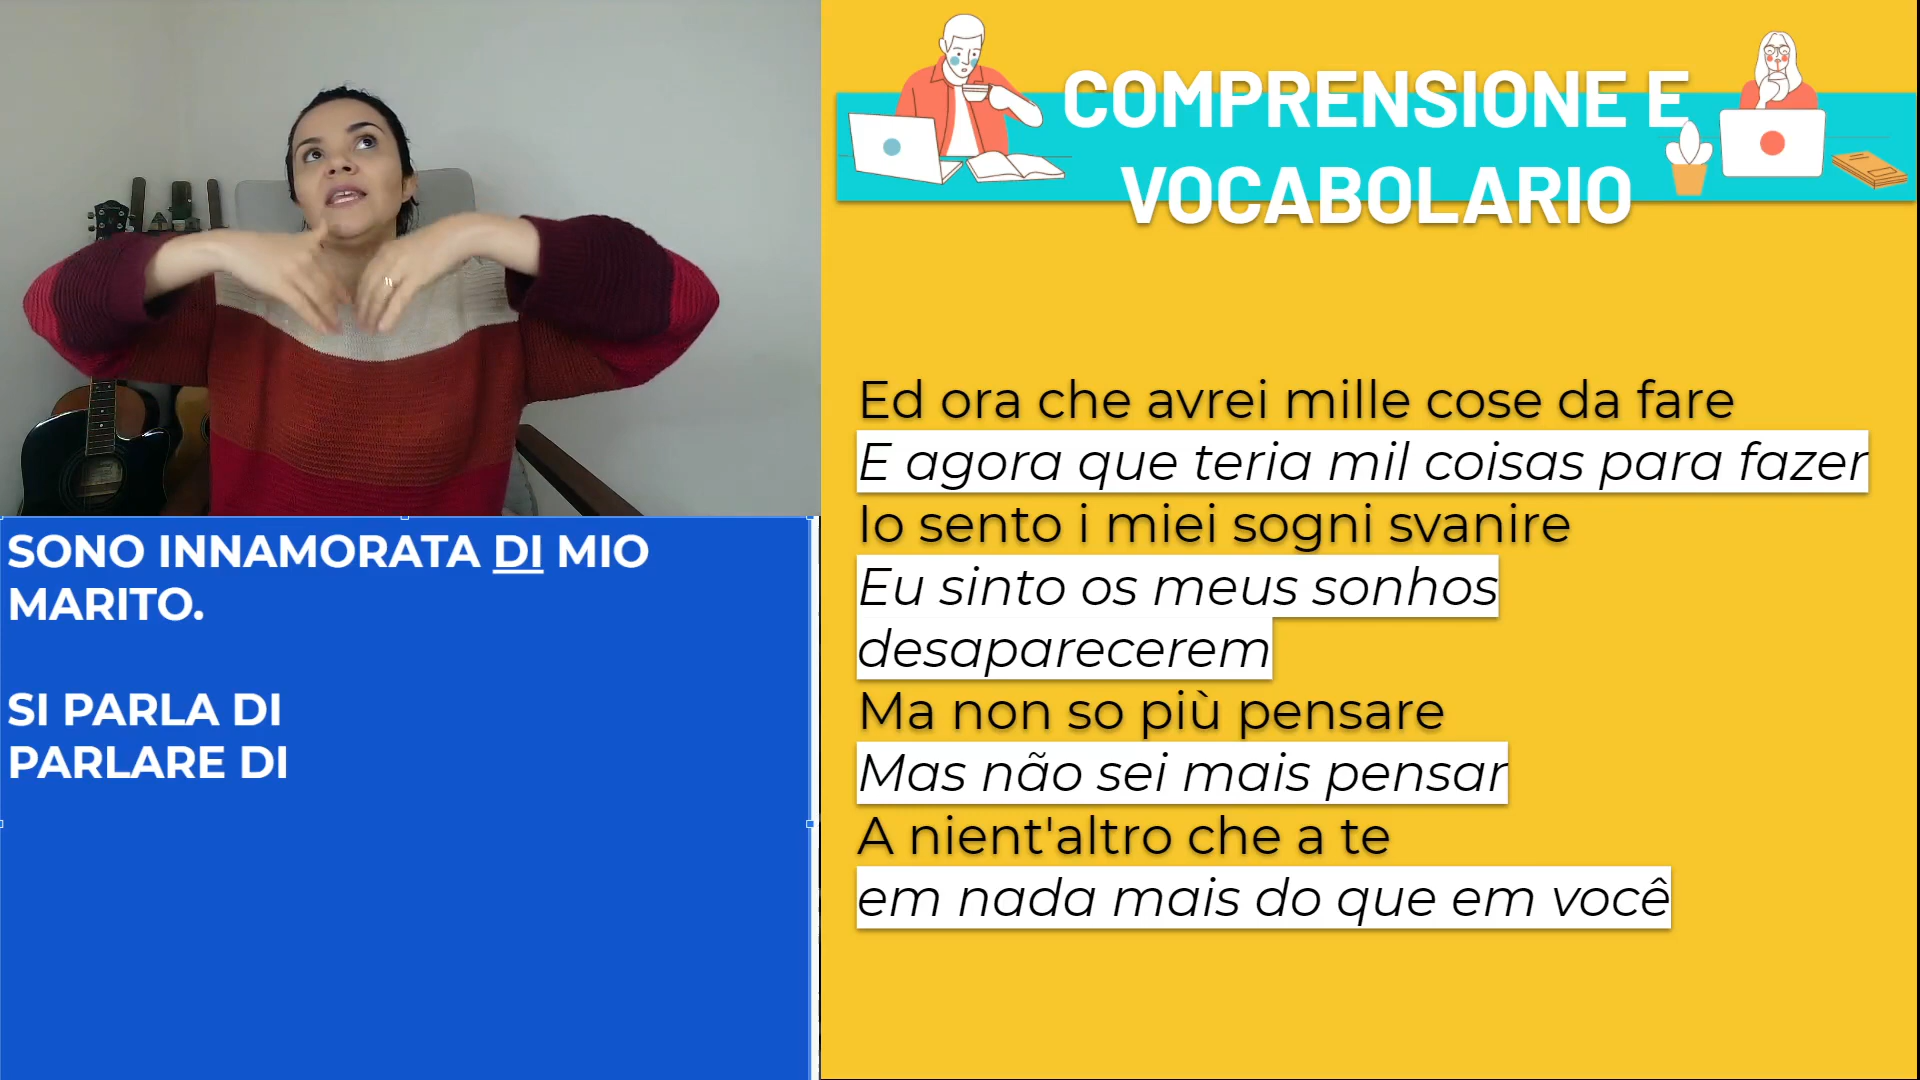 COMPRENSIONE E
VOCABOLARIO
SONO INNAMORATA DI MIO
MARITO.
SI PARLA DI
PARLARE DI
Ed ora che avrei mille cose da fare
E agora que teria mil coisas para fazer
Io sento i miei sogni svanire
Eu sinto os meus sonhos
desaparecerem
Ma non so più pensare
Mas não sei mais pensar
A nient'altro che a te
em nada mais do que em você